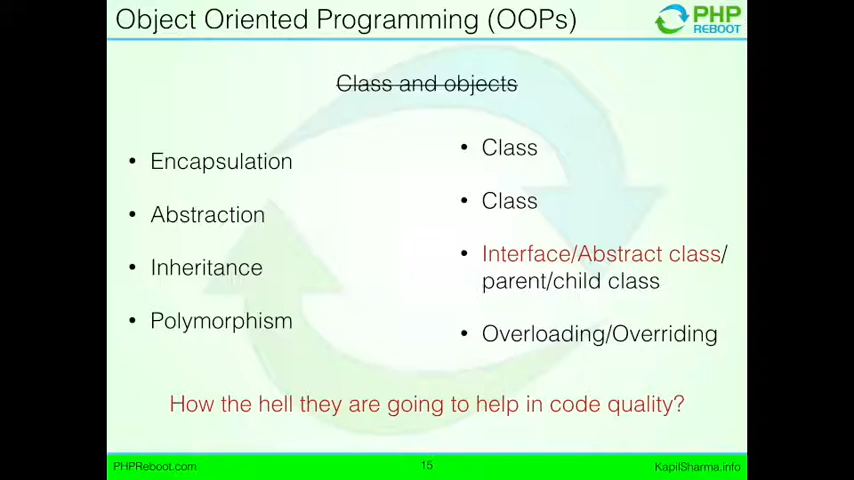 Object Oriented Programming (OOPs)
PHP
REBOOT
Class and objects
• Encapsulation
• Abstraction
• Inheritance
• Polymorphism
• Class
• Class
• Interface/Abstract class/
parent/child class
• Overloading/Overriding
How the hell they are going to help in code quality?
PHPReboot.com
15
KapilSharma.info